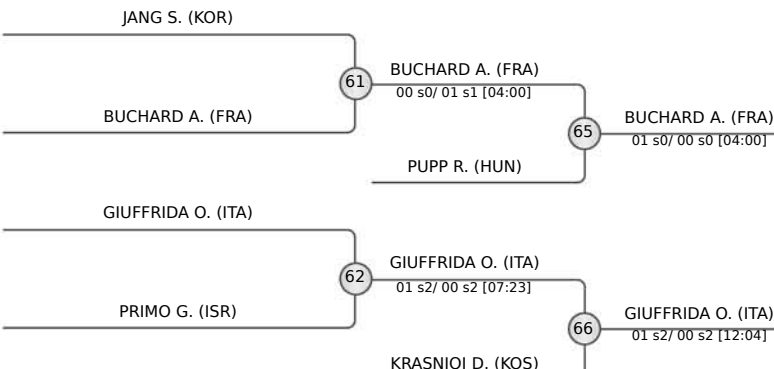 JANG S. (KOR)
61
BUCHARD A. (FRA)
00 s0/ 01 s1 [04:00]
BUCHARD A. (FRA)
65
BUCHARD A. (FRA)
01 s0/ 00 s0 [04:00]
PUPP R. (HUN)
GIUFFRIDA O. (ITA)
62
GIUFFRIDA O. (ITA)
01 s2/ 00 s2 [07:23]
PRIMO G. (ISR)
66
GIUFFRIDA O. (ITA)
01 s2/ 00 s2 [12:04]
KRASNIQI D. (KOS)